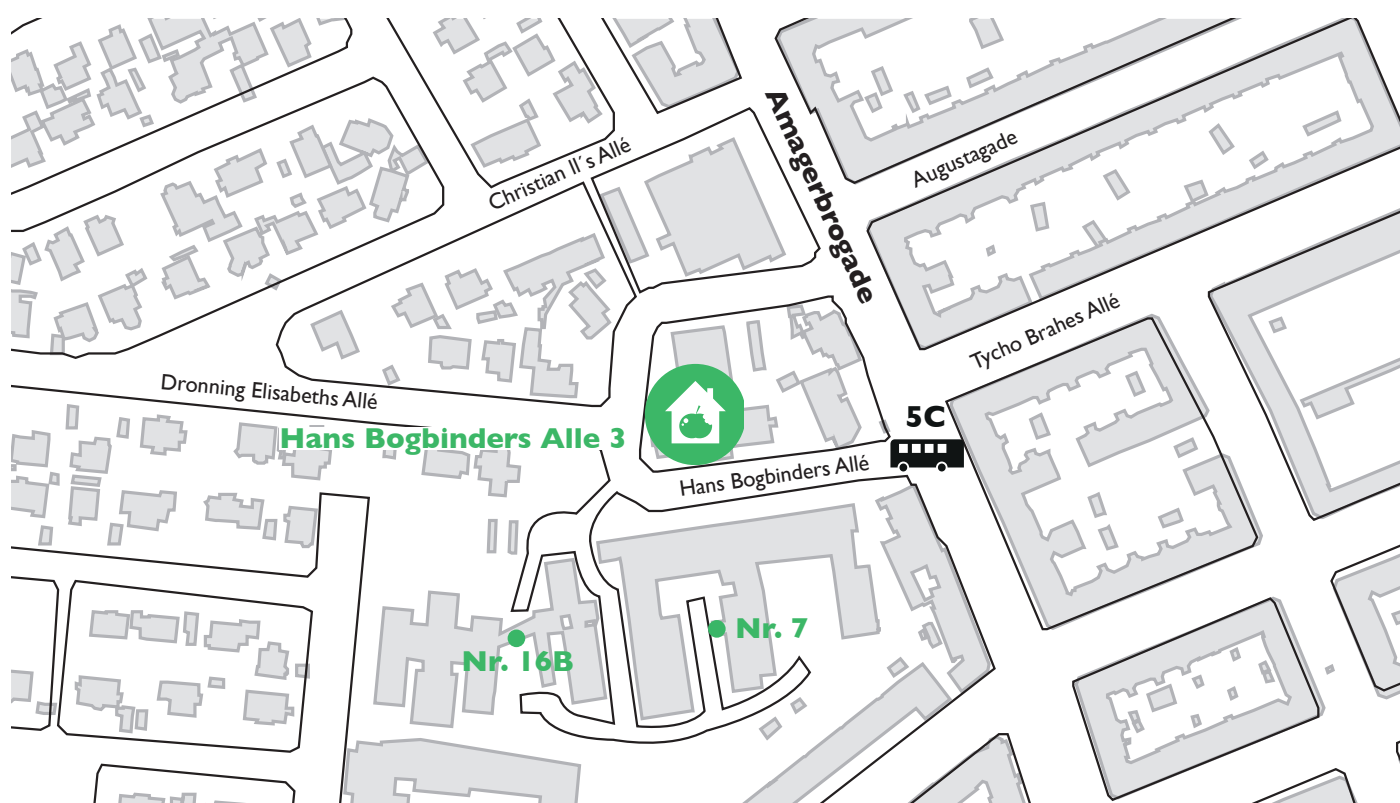 Amagerbrogade
Augustagade
Christian II´s Allé
Tycho Brahes Allé
Dronning Elisabeths Allé
5C
Hans Bogbinders Alle 3
Hans Bogbinders Allé
Nr. 7
Nr. 16B